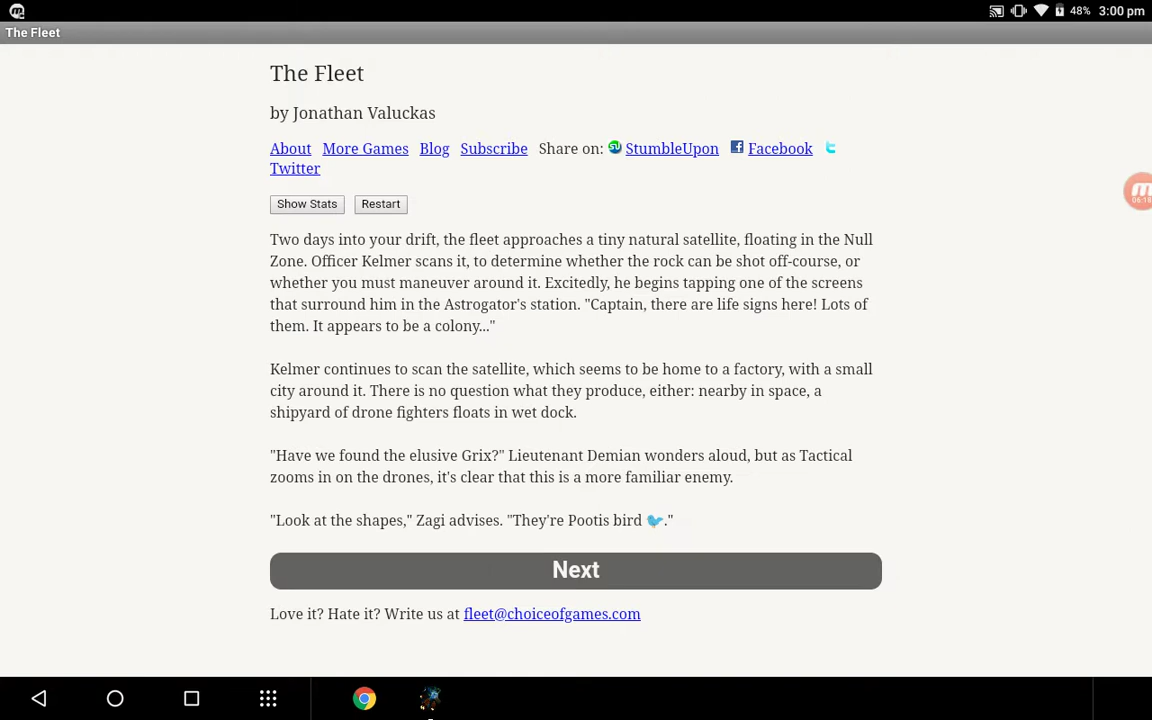 48% 3:00 pm
The Fleet
The Fleet
by Jonathan Valuckas
About More Games Blog Subscribe Share on: StumbleUpon Facebook
Twitter
Show Stats Restart
Two days into your drift, the fleet approaches a tiny natural satellite, floating in the Null
Zone. Officer Kelmer scans it, to determine whether the rock can be shot off-course, or
whether you must maneuver around it. Excitedly, he begins tapping one of the screens
that surround him in the Astrogator's station. "Captain, there are life signs here! Lots of
them. It appears to be a colony..."
Kelmer continues to scan the satellite, which seems to be home to a factory, with a small
city around it. There is no question what they produce, either: nearby in space, a
shipyard of drone fighters floats in wet dock.
"Have we found the elusive Grix?" Lieutenant Demian wonders aloud, but as Tactical
zooms in on the drones, it's clear that this is a more familiar enemy.
"Look at the shapes," Zagi advises. "They're Pootis bird 🐦."
Next
Love it? Hate it? Write us at fleet@choiceofgames.com